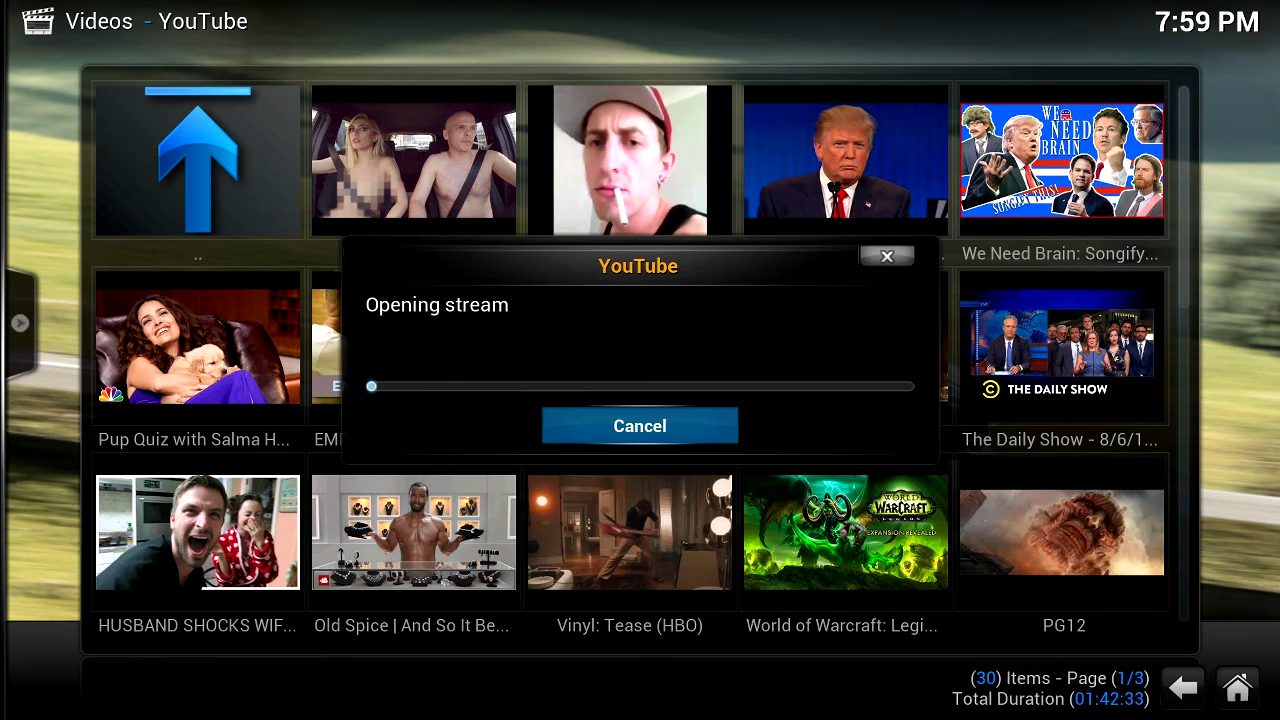 Videos - YouTube
7:59 PM
WE NEED BRAIN
SONGIFY THIS!
..
We Need Brain: Songify...
YouTube
Opening stream
Cancel
THE DAILY SHOW
Pup Quiz with Salma H...
EM
The Daily Show - 8/6/1...
WORLD OF WARCRAFT
LEGION
EXPANSION REVEALED
HUSBAND SHOCKS WIF...
Old Spice | And So It Be...
Vinyl: Tease (HBO)
World of Warcraft: Legi...
PG12
(30) Items - Page (1/3)
Total Duration (01:42:33)